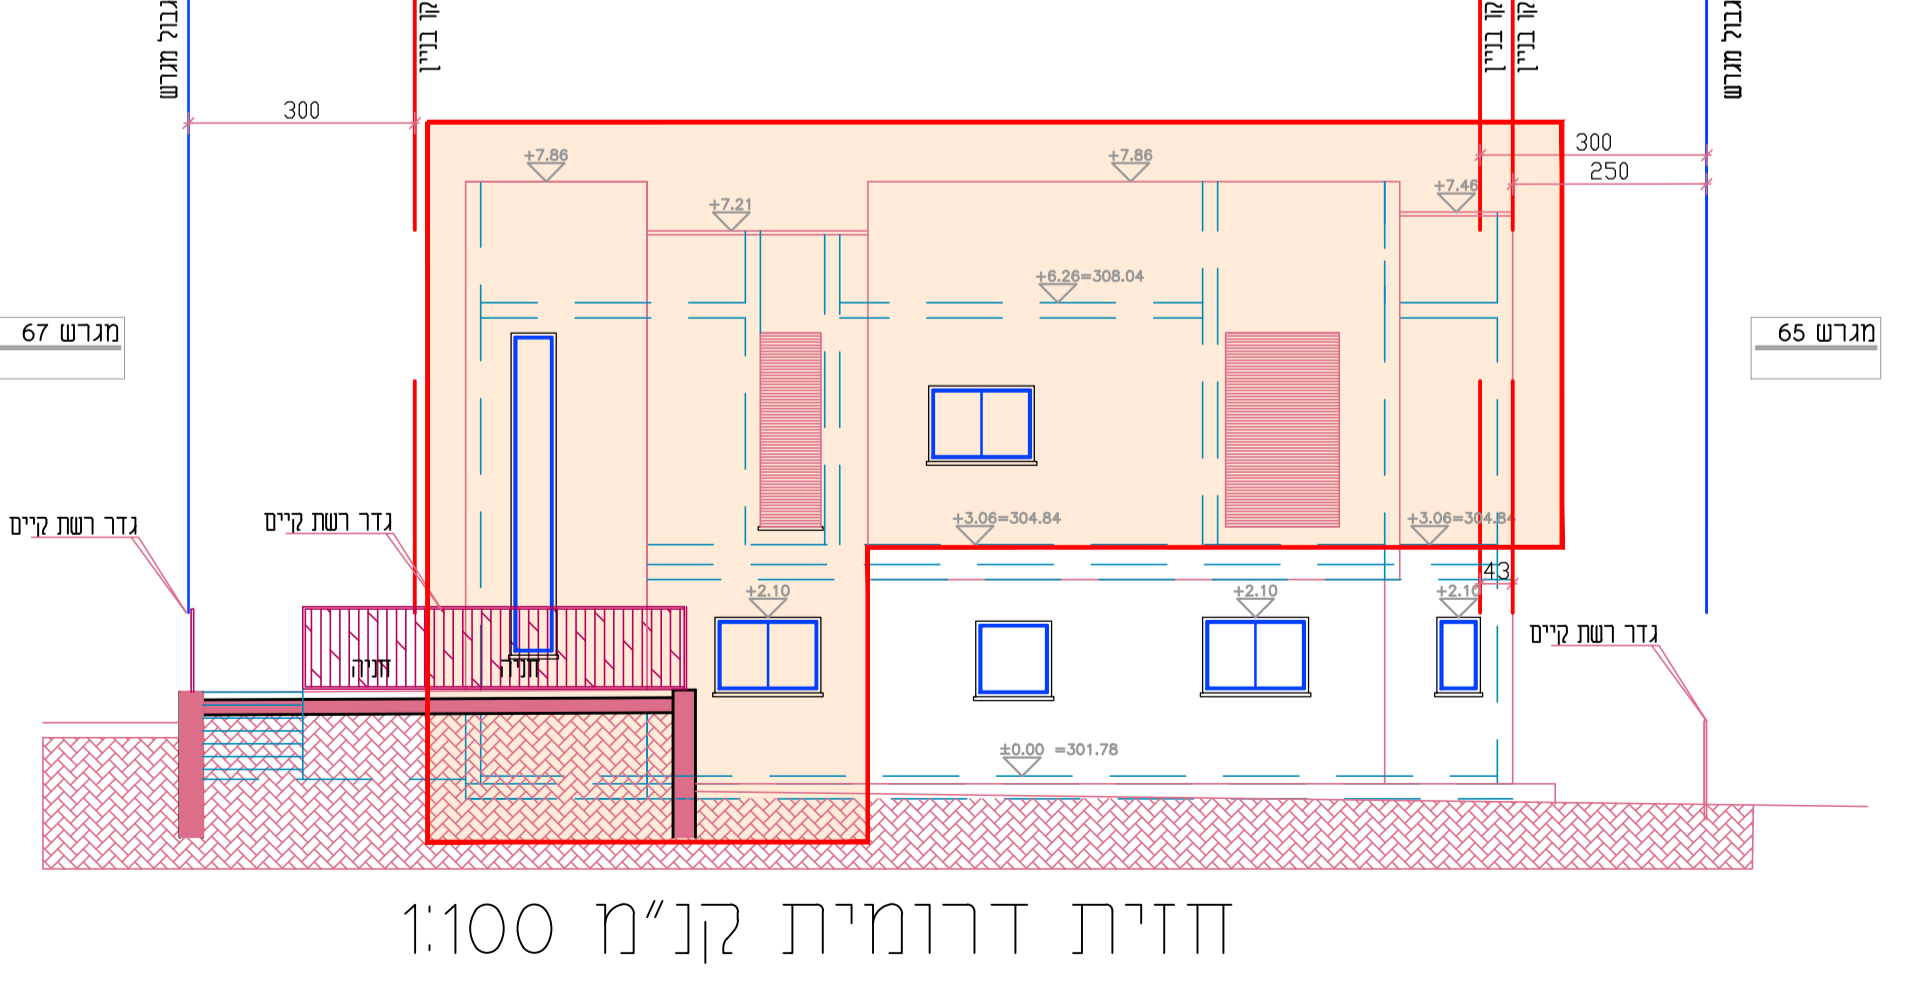 גבול מגרש
קו בניין
קו בניין
קו בניין
גבול מגרש
300
300
250
+7.86
+7.86
+7.46
+7.21
+6.26=308.04
מגרש 67
מגרש 65
גדר רשת קיים
גדר רשת קיים
+3.06=304.84
+3.06=304.84
43
+2.10
+2.10
+2.10
גדר רשת קיים
חניה
חניה
±0.00 =301.78
חזית דרומית קנ"מ 1:100